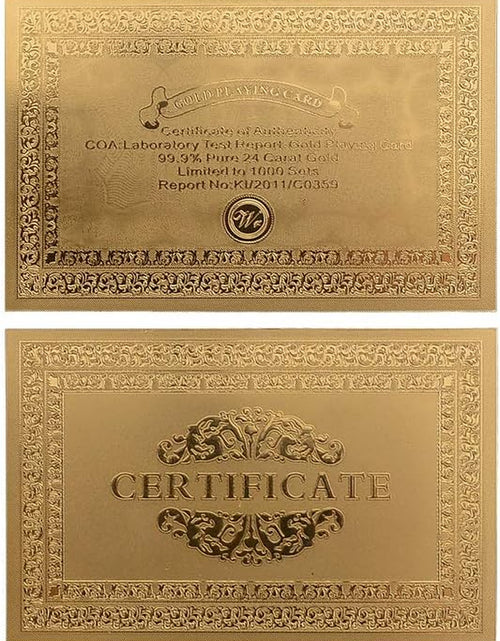 GOLD PLAYING CARD
Certificate of Authenticity
COA:Laboratory Test Report-Gold Playing Card
99.9% Pure 24 Carat Gold
Limited to 1000 Sets
Report No:KI/2011/C0359
CERTIFICATE